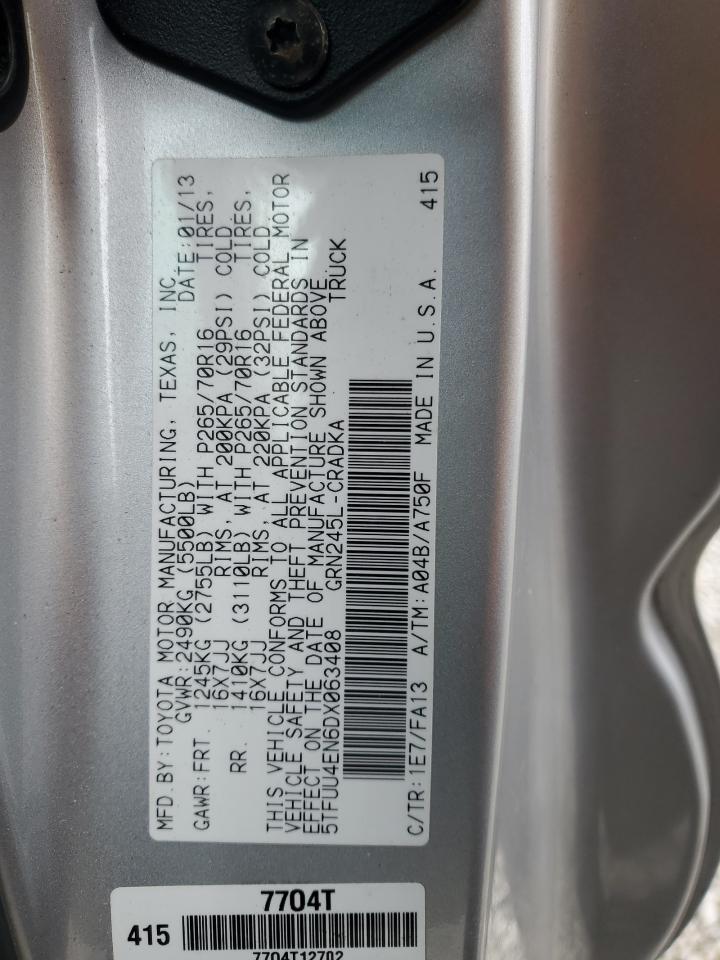 MFD.BY:TOYOTA MOTOR MANUFACTURING, TEXAS, INC.
GVWR:2490KG (5500LB) DATE:01/13
GAWR:FRT. 1245KG (2755LB) WITH P265/70R16 TIRES,
16X7JJ RIMS, AT 200KPA (29PSI) COLD.
RR. 1410KG (3110LB) WITH P265/70R16 TIRES,
16X7JJ RIMS, AT 220KPA (32PSI) COLD.
THIS VEHICLE CONFORMS TO ALL APPLICABLE FEDERAL MOTOR
VEHICLE SAFETY AND THEFT PREVENTION STANDARDS IN
EFFECT ON THE DATE OF MANUFACTURE SHOWN ABOVE.
5TFUU4EN6DX063408 GRN245L-CRADKA TRUCK
C/TR:1E7/FA13 A/TM:A04B/A750F MADE IN U.S.A. 415
7704T
415
7704T12702